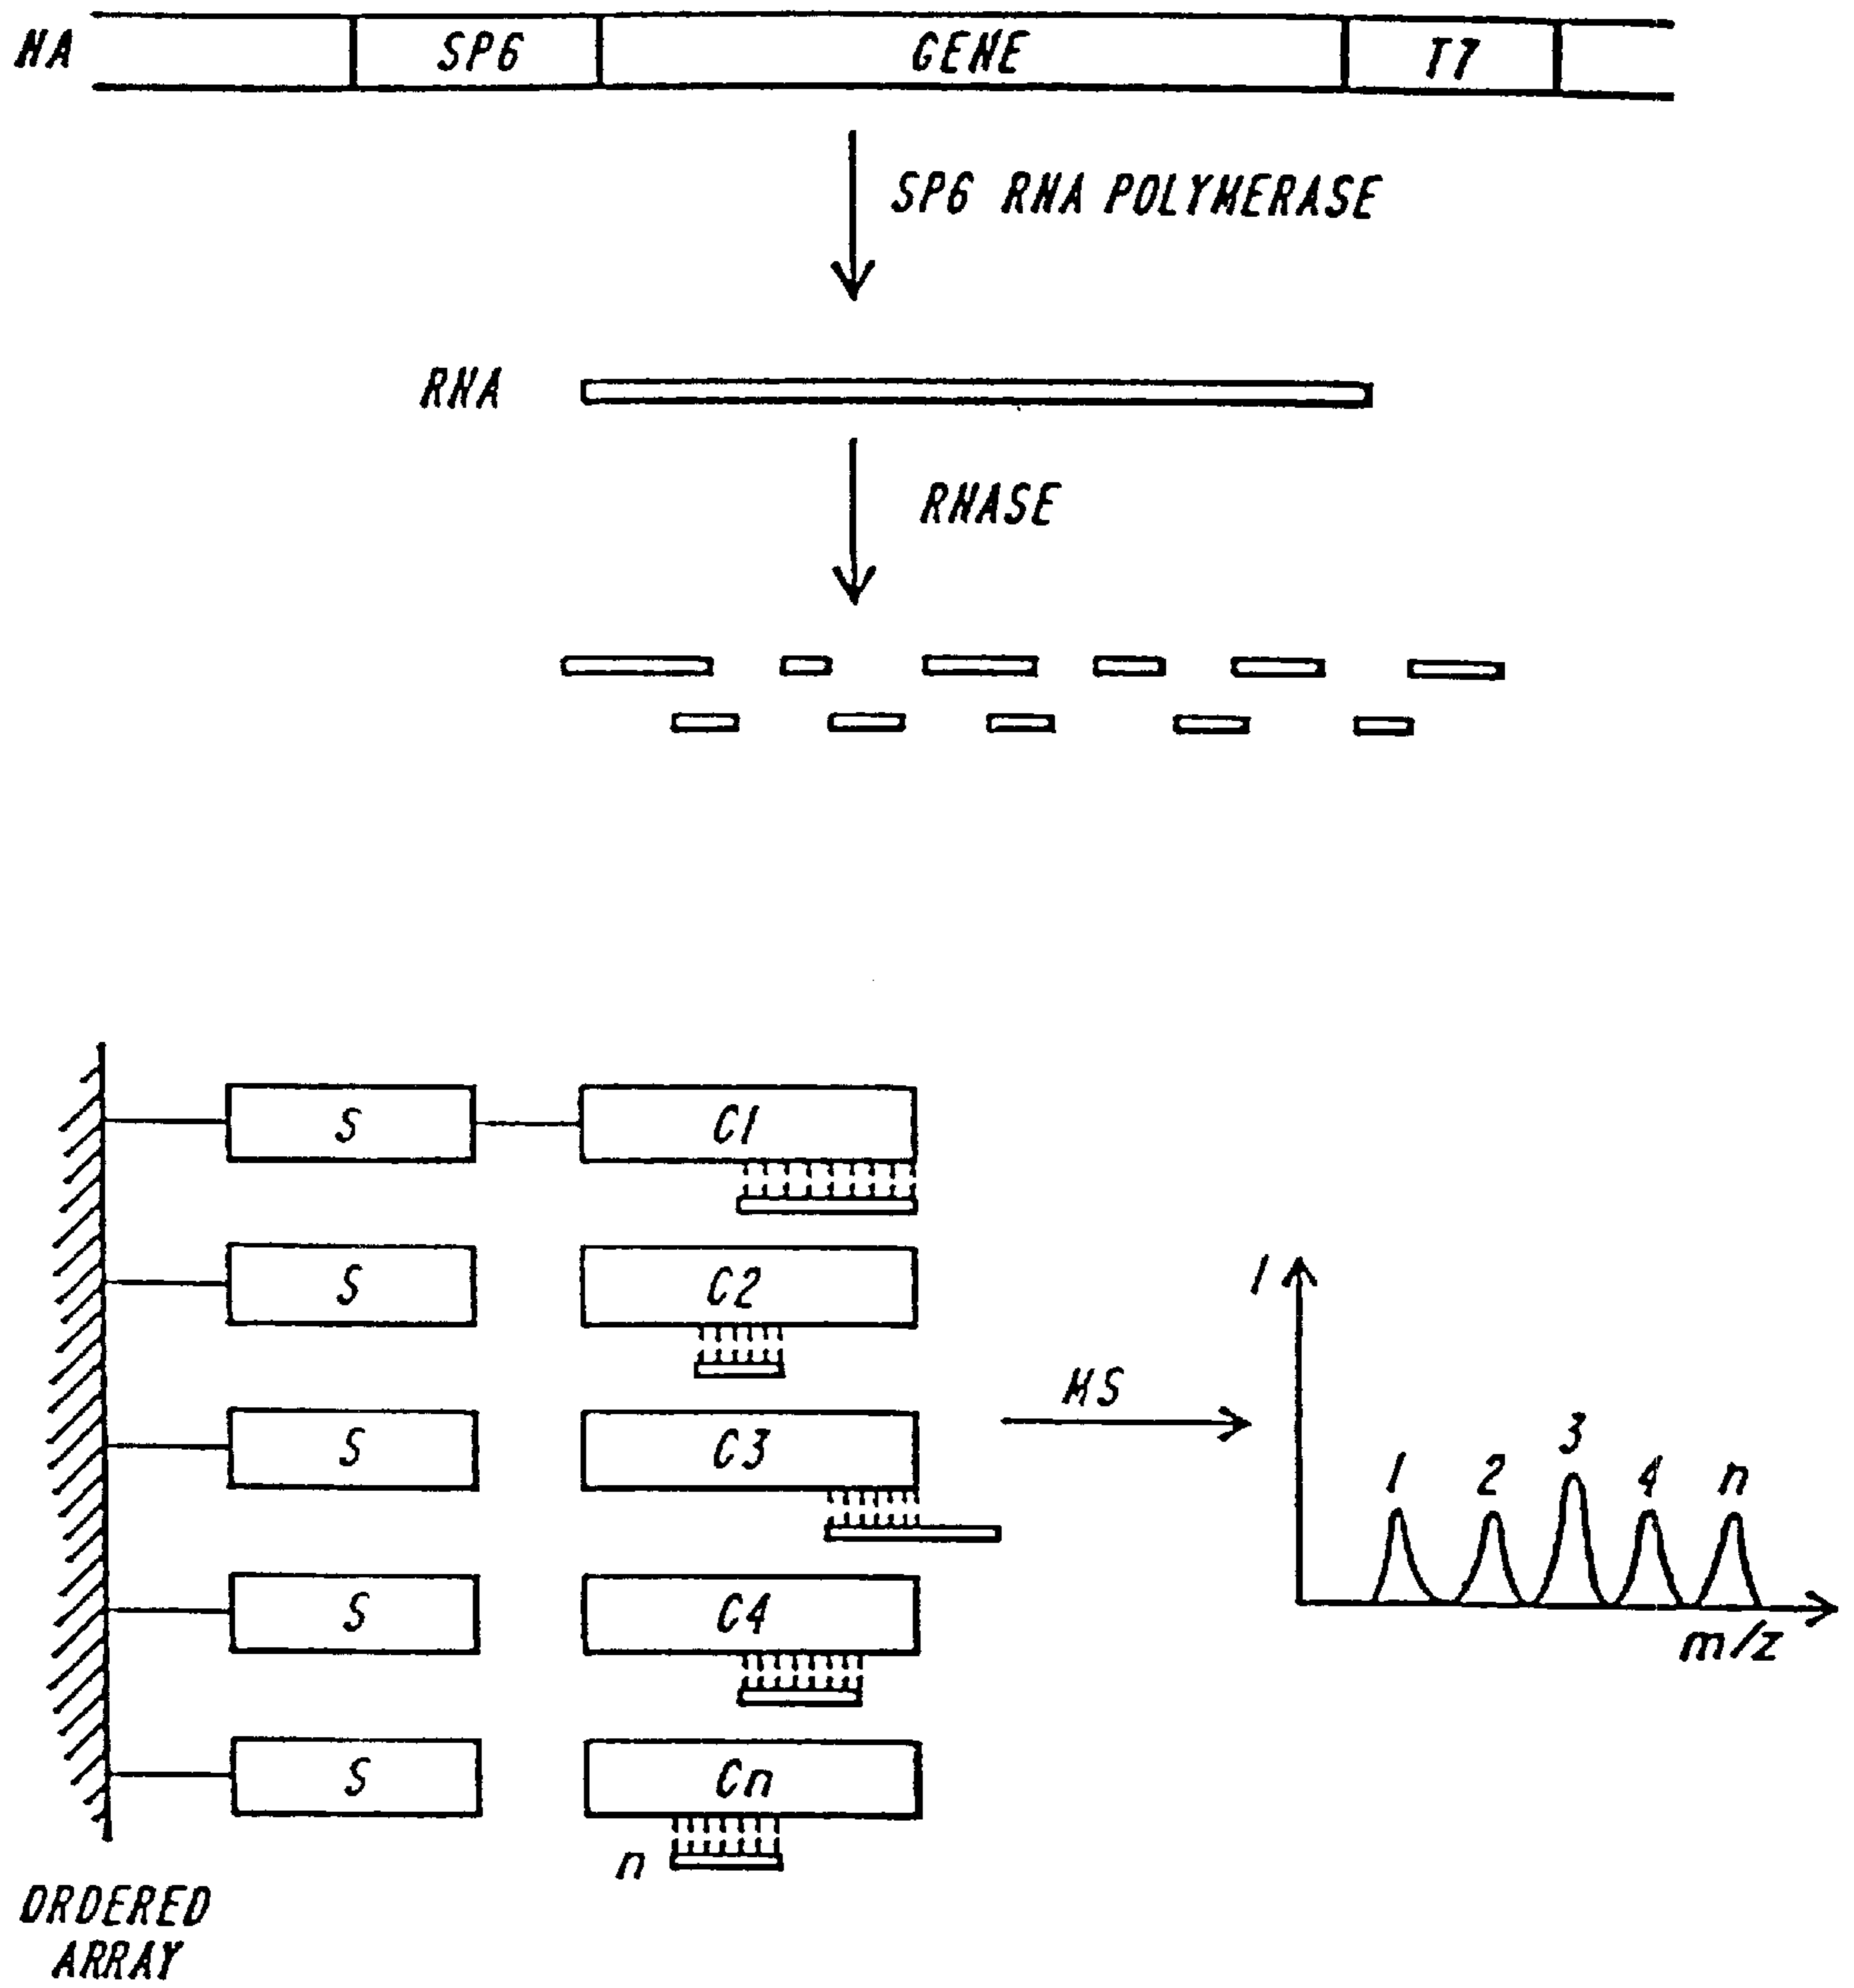 NA SP6 GENE T7
SP6 RNA POLYMERASE
RNA
RNASE
S C1
S C2
S C3
S C4
S Cn
n
ORDERED
ARRAY
MS
I
1 2 3 4 n
m/z